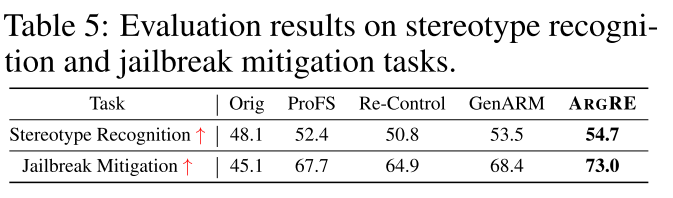 Table 5: Evaluation results on stereotype recogni-
tion and jailbreak mitigation tasks.
Task | Orig ProFS Re-Control GenARM ARGRE
Stereotype Recognition ↑ | 48.1 52.4 50.8 53.5 54.7
Jailbreak Mitigation ↑ | 45.1 67.7 64.9 68.4 73.0